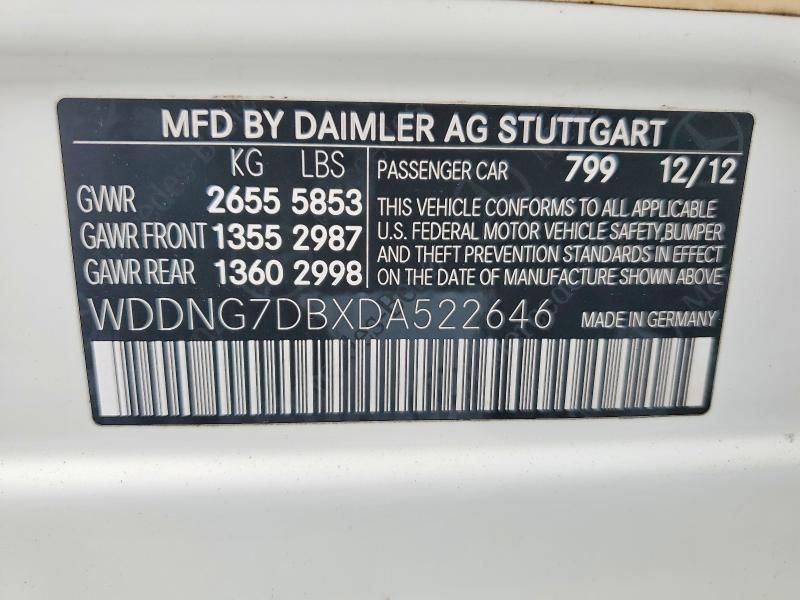 MFD BY DAIMLER AG STUTTGART
KG LBS
GVWR 2655 5853
GAWR FRONT 1355 2987
GAWR REAR 1360 2998
PASSENGER CAR 799 12/12
THIS VEHICLE CONFORMS TO ALL APPLICABLE
U.S. FEDERAL MOTOR VEHICLE SAFETY,BUMPER
AND THEFT PREVENTION STANDARDS IN EFFECT
ON THE DATE OF MANUFACTURE SHOWN ABOVE
WDDNG7DBXDA522646 MADE IN GERMANY